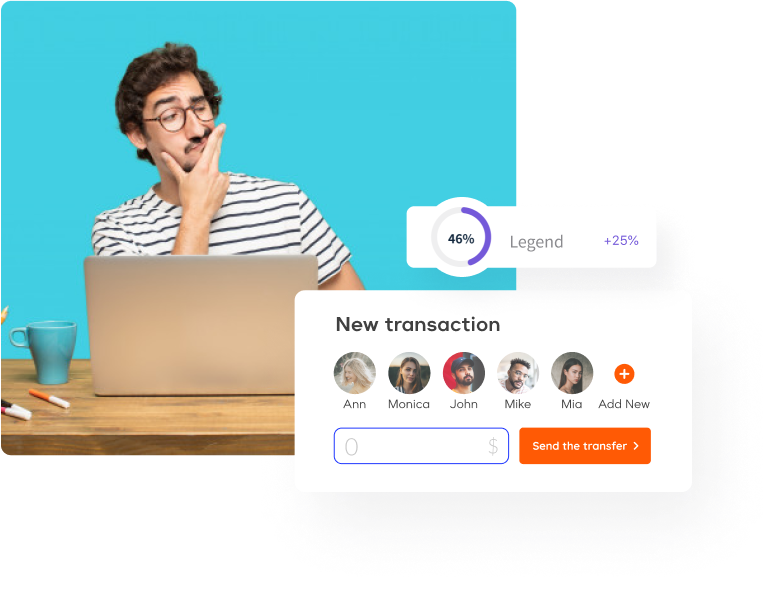 46%
Legend
+25%
New transaction
Ann
Monica
John
Mike
Mia
Add New
0
$
Send the transfer